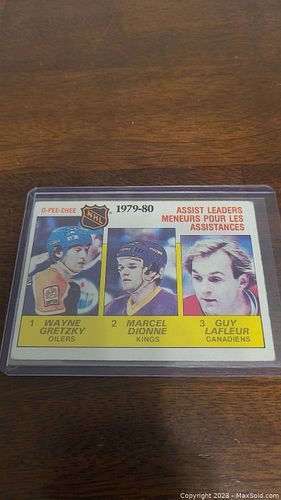 O-PEE-CHEE
NHL
1979-80
ASSIST LEADERS
MENEURS POUR LES
ASSISTANCES
1 WAYNE
GRETZKY
OILERS
2 MARCEL
DIONNE
KINGS
3 GUY
LAFLEUR
CANADIENS
Copyright 2023 - MaxSold.com